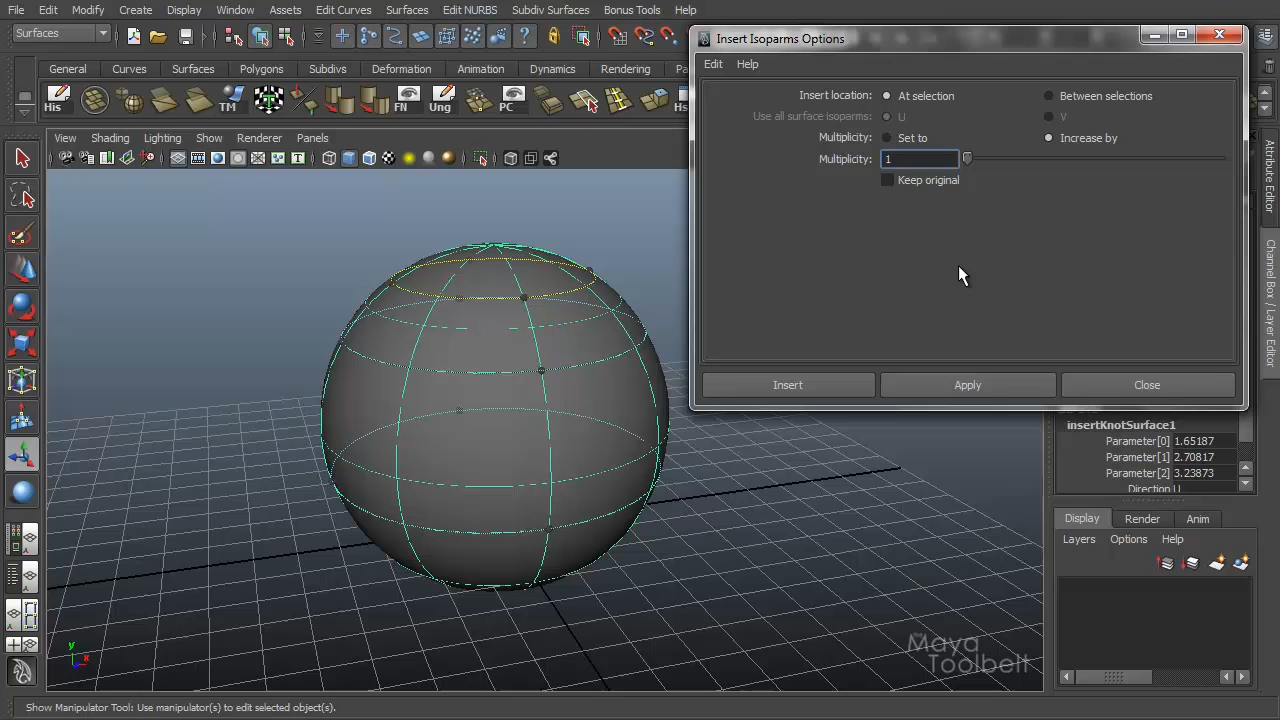 File Edit Modify Create Display Window Assets Edit Curves Surfaces Edit NURBS Subdiv Surfaces Bonus Tools Help
Surfaces
Insert Isoparms Options
Edit Help
General Curves Surfaces Polygons Subdivs Deformation Animation Dynamics Rendering Pa
His TM FN Ung PC His
Insert location: At selection Between selections
Use all surface isoparms: U V
Multiplicity: Set to Increase by
Multiplicity: 1
Keep original
View Shading Lighting Show Renderer Panels
Attribute Editor
Channel Box / Layer Editor
Insert Apply Close
insertKnotSurface1
Parameter[0] 1.65187
Parameter[1] 2.70817
Parameter[2] 3.23873
Direction U
Display Render Anim
Layers Options Help
y
x
The
Maya
Toolbelt
Show Manipulator Tool: Use manipulator(s) to edit selected object(s).